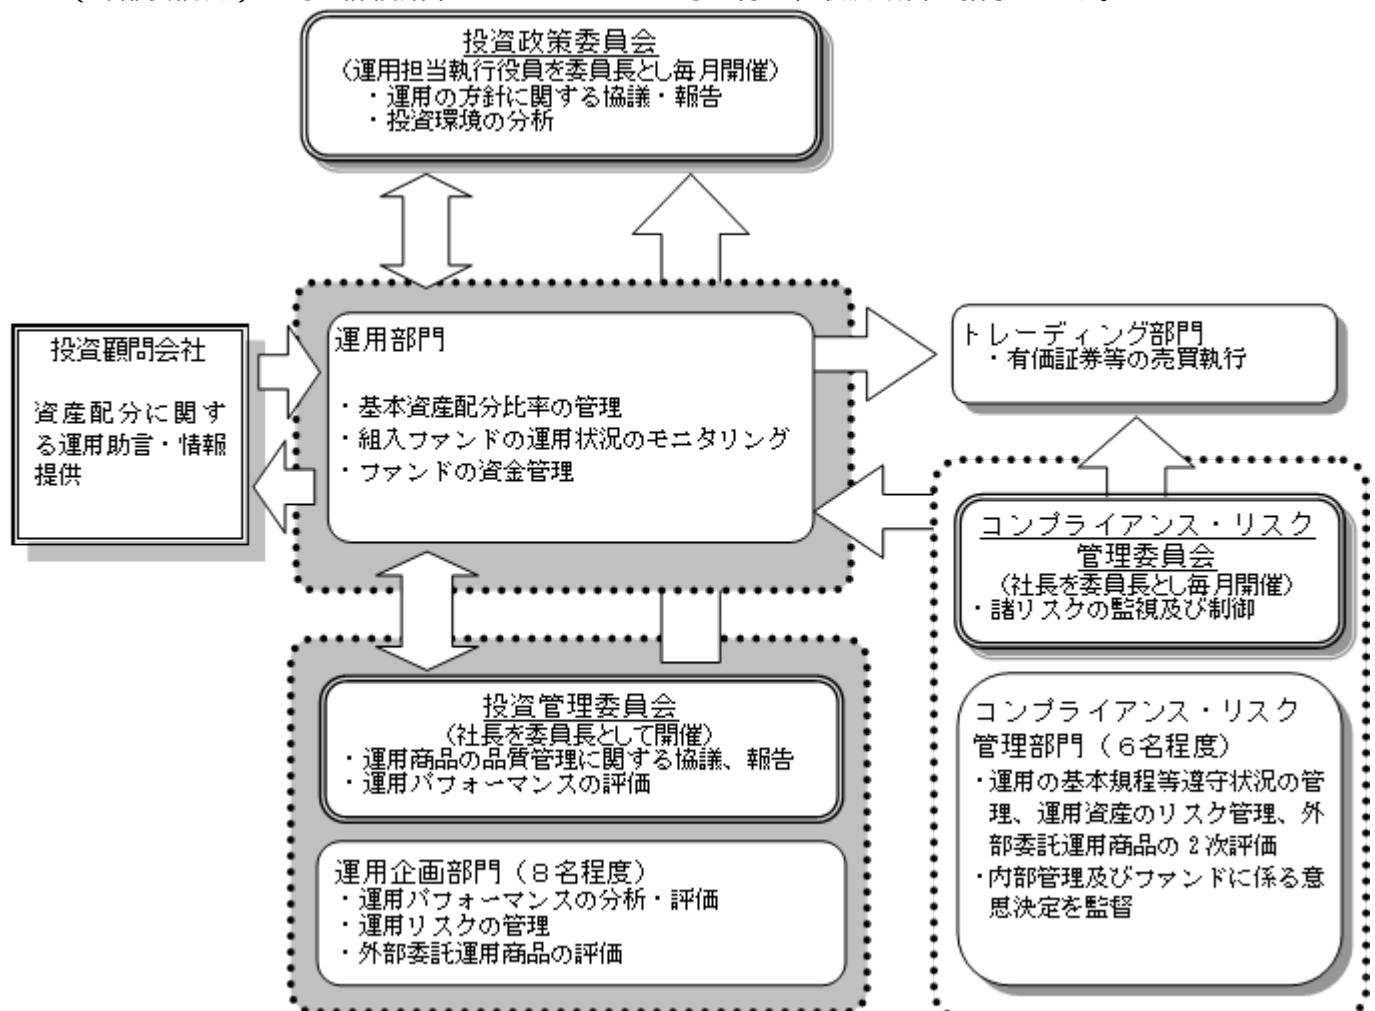 投資政策委員会
(運用担当執行役員を委員長とし毎月開催)
・運用の方針に関する協議・報告
・投資環境の分析
投資顧問会社
資産配分に関す
る運用助言・情報
提供
運用部門
・基本資産配分比率の管理
・組入ファンドの運用状況のモニタリング
・ファンドの資金管理
トレーディング部門
・有価証券等の売買執行
コンプライアンス・リスク
管理委員会
(社長を委員長とし毎月開催)
・諸リスクの監視及び制御
投資管理委員会
(社長を委員長として開催)
・運用商品の品質管理に関する協議、報告
・運用パフォーマンスの評価
運用企画部門(8名程度)
・運用パフォーマンスの分析・評価
・運用リスクの管理
・外部委託運用商品の評価
コンプライアンス・リスク
管理部門(6名程度)
・運用の基本規程等遵守状況の管
理、運用資産のリスク管理、外
部委託運用商品の2次評価
・内部管理及びファンドに係る意
思決定を監督